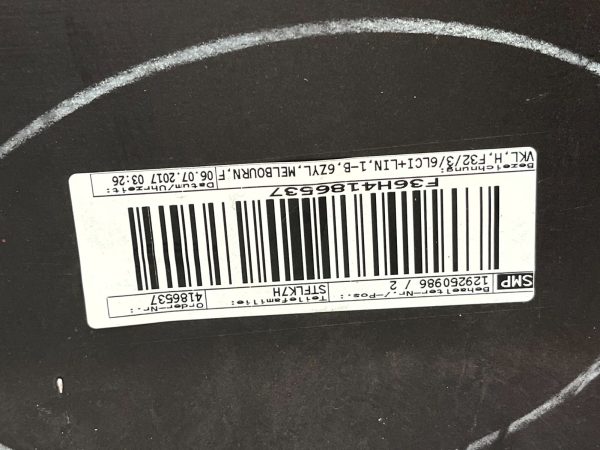 SMP
Behaelter-Nr./-Pos.:
129260986 / 2
Teilefamilie:
STFLK7H
Order-Nr.:
4186537
F36H4186537
Bezeichnung:
VKL,H,F32/3/6LCI+LIN,1-B,6ZYL,MELBOURN,F
Datum/Uhrzeit:
06.07.2017 03:26